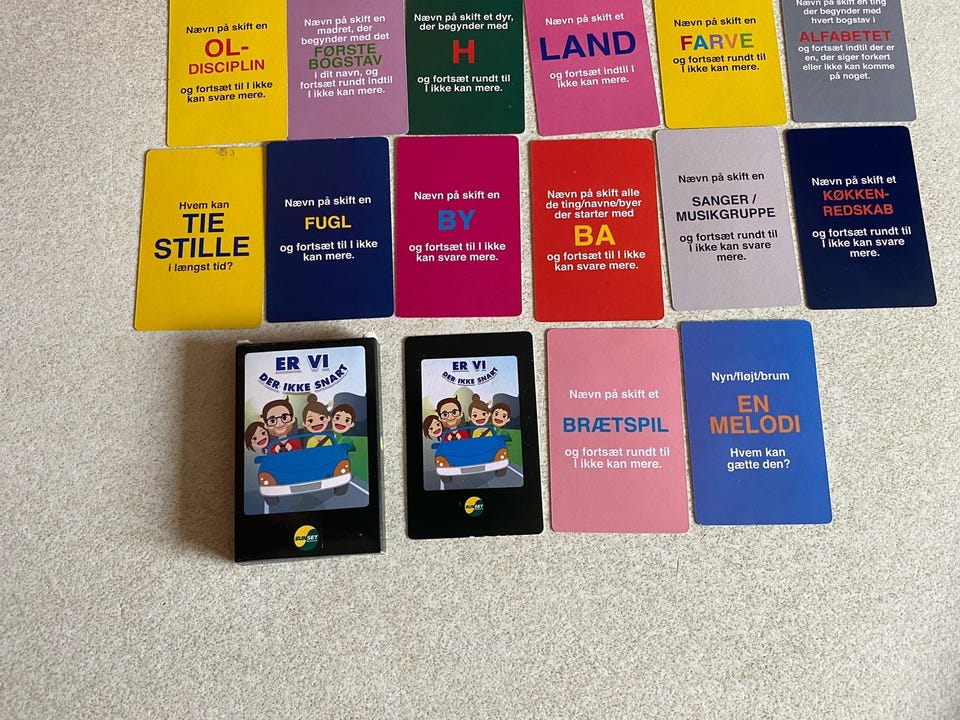 Nævn på skift en
OL-
DISCIPLIN
og fortsæt til I ikke
kan svare mere.
Nævn på skift en
madret, der
begynder med det
FØRSTE
BOGSTAV
i dit navn, og
fortsæt rundt indtil
I ikke kan mere.
Nævn på skift et dyr,
der begynder med
H
og fortsæt rundt til
I ikke kan mere.
Nævn på skift et
LAND
og fortsæt indtil I
ikke kan mere.
Nævn på skift en
FARVE
og fortsæt rundt til
I ikke kan mere.
Nævn på skift en ting
der begynder med
hvert bogstav i
ALFABETET
og fortsæt indtil der er
en, der siger forkert
eller ikke kan komme
på noget.
Hvem kan
TIE
STILLE
i længst tid?
Nævn på skift en
FUGL
og fortsæt til I ikke
kan mere.
Nævn på skift en
BY
og fortsæt til I ikke
kan svare mere.
Nævn på skift alle
de ting/navne/byer
der starter med
BA
og fortsæt til I ikke
kan svare mere.
Nævn på skift en
SANGER /
MUSIKGRUPPE
og fortsæt rundt til
I ikke kan svare
mere.
Nævn på skift et
KØKKEN-
REDSKAB
og fortsæt rundt til
I ikke kan svare
mere.
ER VI
DER IKKE SNART
SUNSET
ER VI
DER IKKE SNART
SUNSET
Nævn på skift et
BRÆTSPIL
og fortsæt rundt til
I ikke kan mere.
Nyn/fløjt/brum
EN
MELODI
Hvem kan
gætte den?